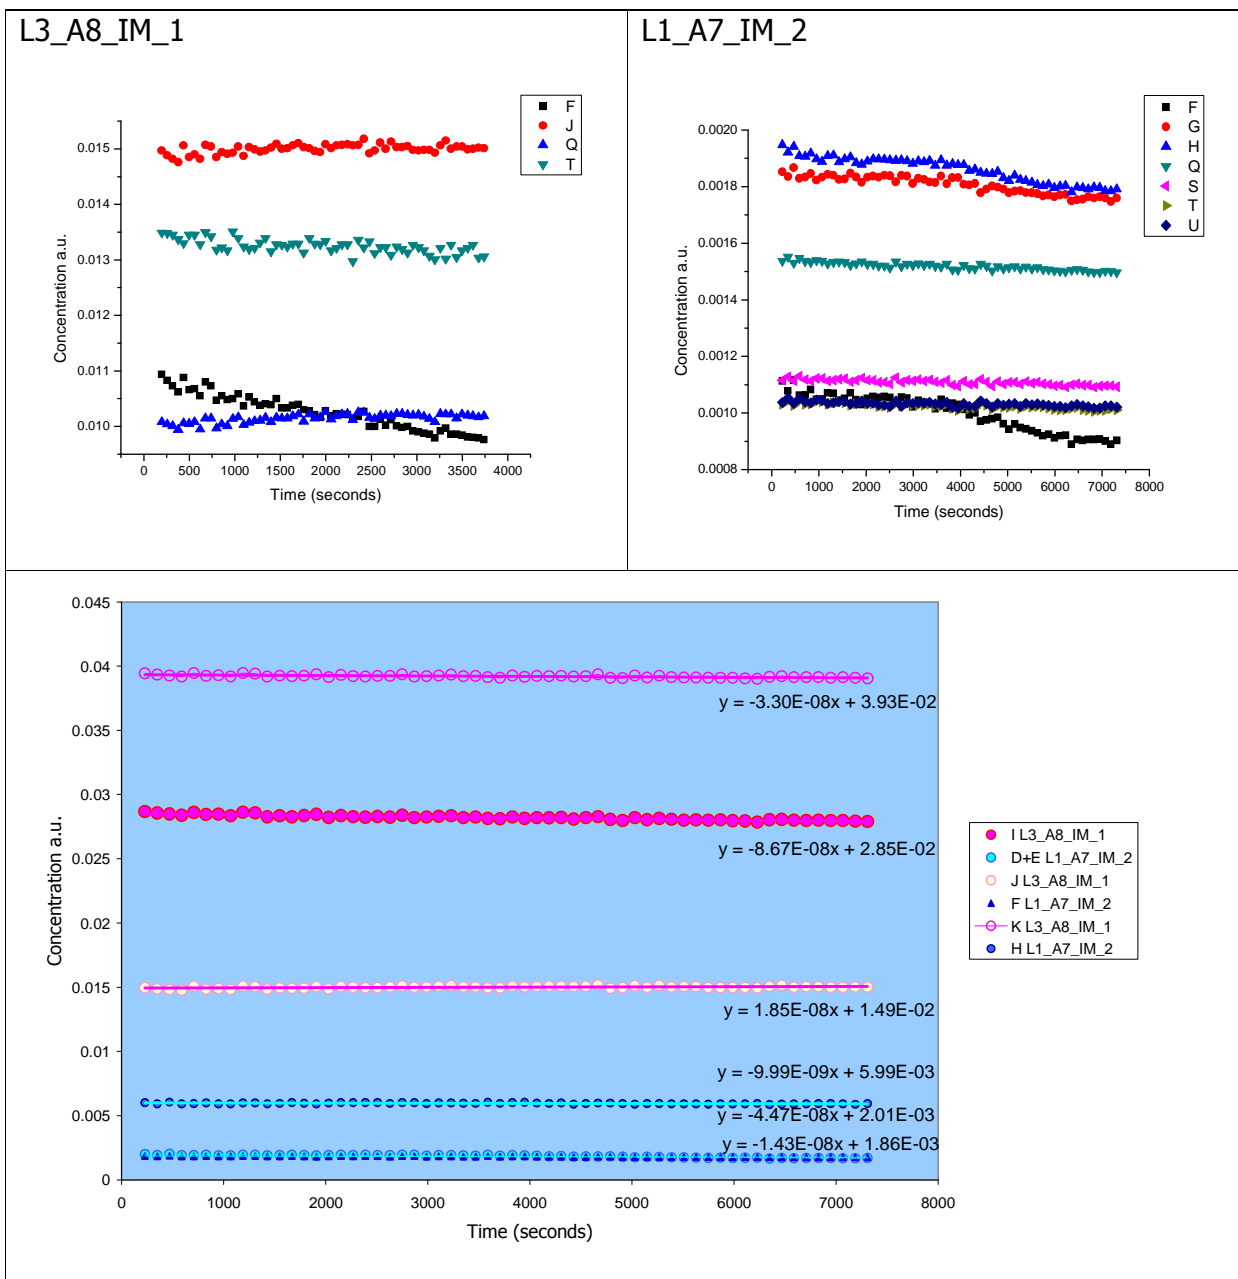 L3_A8_IM_1
F
J
Q
T
0.015
0.014
0.013
0.012
0.011
0.010
Concentration a.u.
0 500 1000 1500 2000 2500 3000 3500 4000
Time (seconds)
L1_A7_IM_2
F
G
H
Q
S
T
U
0.0020
0.0018
0.0016
0.0014
0.0012
0.0010
0.0008
Concentration a.u.
0 1000 2000 3000 4000 5000 6000 7000 8000
Time (seconds)
0.045
0.04
0.035
0.03
0.025
0.02
0.015
0.01
0.005
0
Concentration a.u.
y = -3.30E-08x + 3.93E-02
y = -8.67E-08x + 2.85E-02
y = 1.85E-08x + 1.49E-02
y = -9.99E-09x + 5.99E-03
y = -4.47E-08x + 2.01E-03
y = -1.43E-08x + 1.86E-03
0 1000 2000 3000 4000 5000 6000 7000 8000
Time (seconds)
I L3_A8_IM_1
D+E L1_A7_IM_2
J L3_A8_IM_1
F L1_A7_IM_2
K L3_A8_IM_1
H L1_A7_IM_2